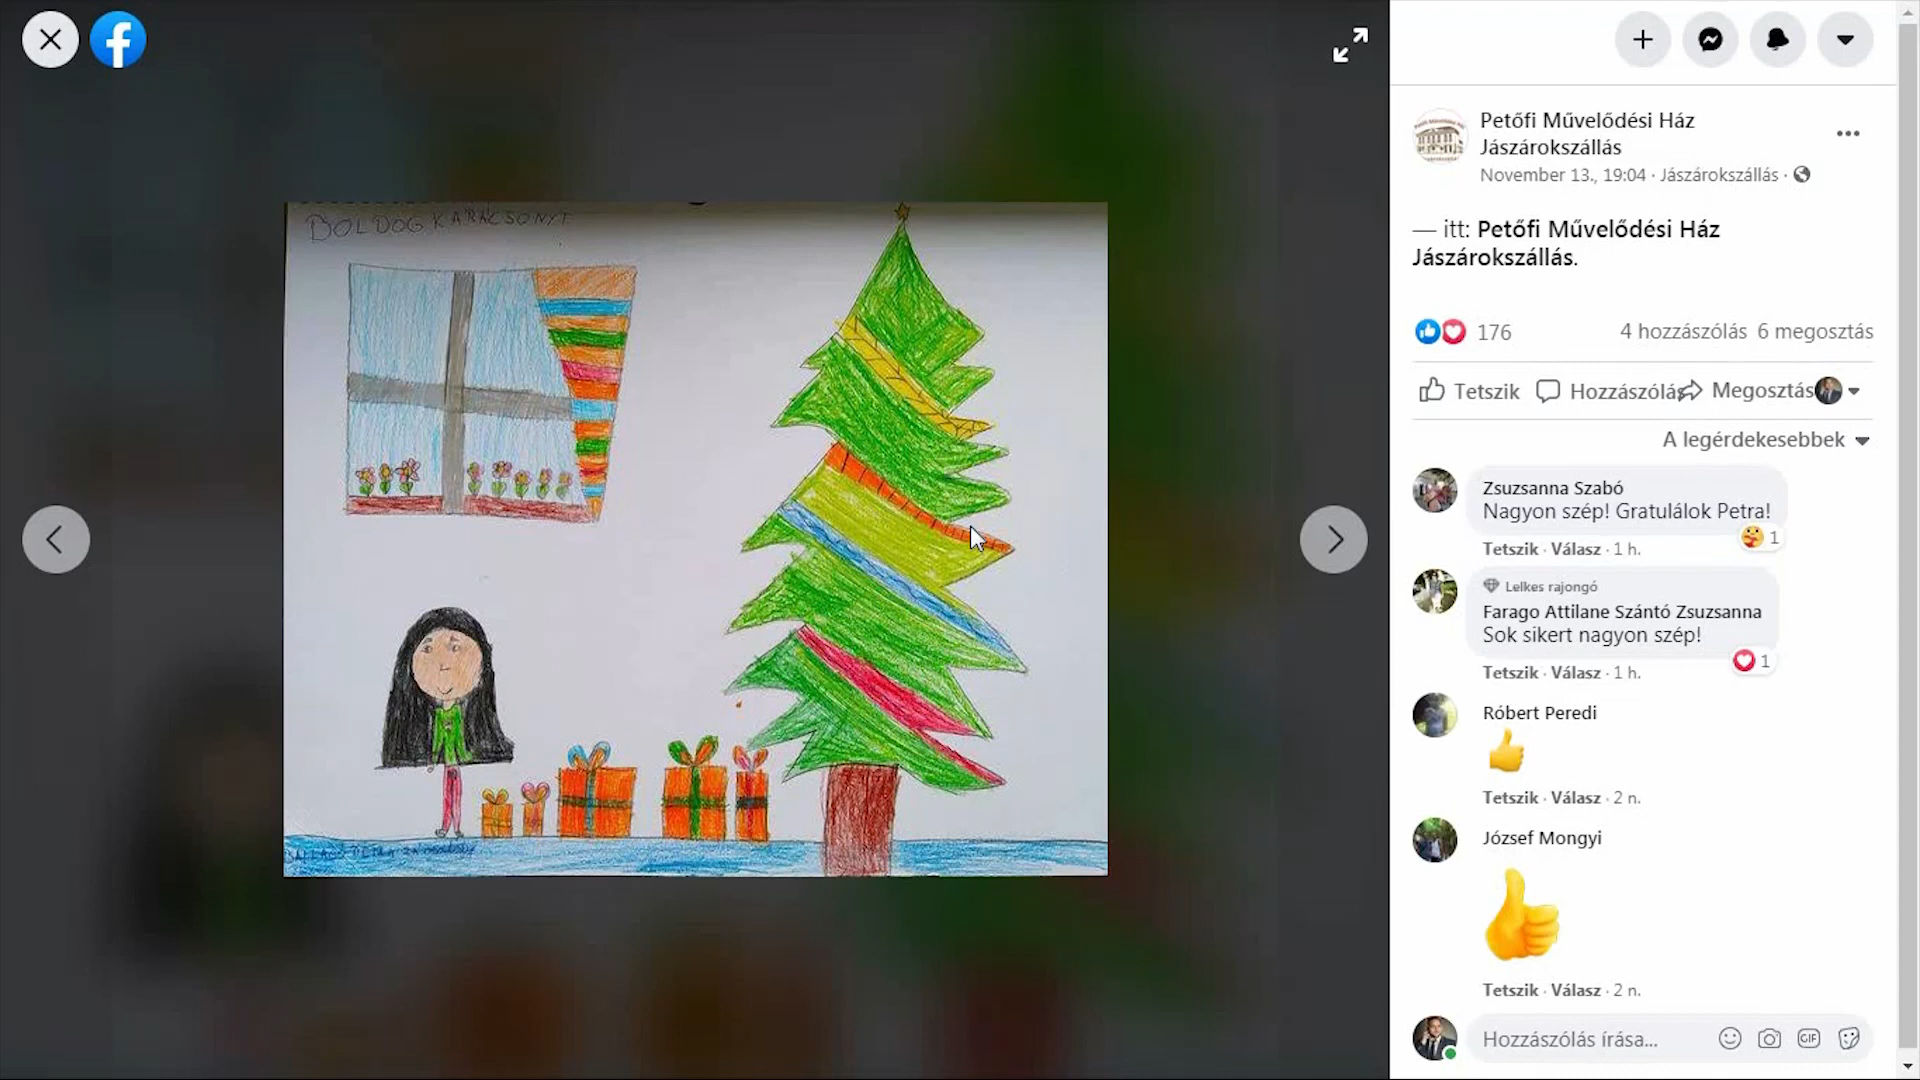 BOLDOG KARÁCSONYT
Petőfi Művelődési Ház
Jászárokszállás
November 13., 19:04 · Jászárokszállás ·
— itt: Petőfi Művelődési Ház
Jászárokszállás.
176 4 hozzászólás 6 megosztás
Tetszik Hozzászólás Megosztás
A legérdekesebbek
Zsuzsanna Szabó
Nagyon szép! Gratulálok Petra!
1
Tetszik · Válasz · 1 h.
Lelkes rajongó
Farago Attilane Szántó Zsuzsanna
Sok sikert nagyon szép!
1
Tetszik · Válasz · 1 h.
Róbert Peredi
Tetszik · Válasz · 2 n.
József Mongyi
Tetszik · Válasz · 2 n.
Hozzászólás írása...
GIF
PETRA